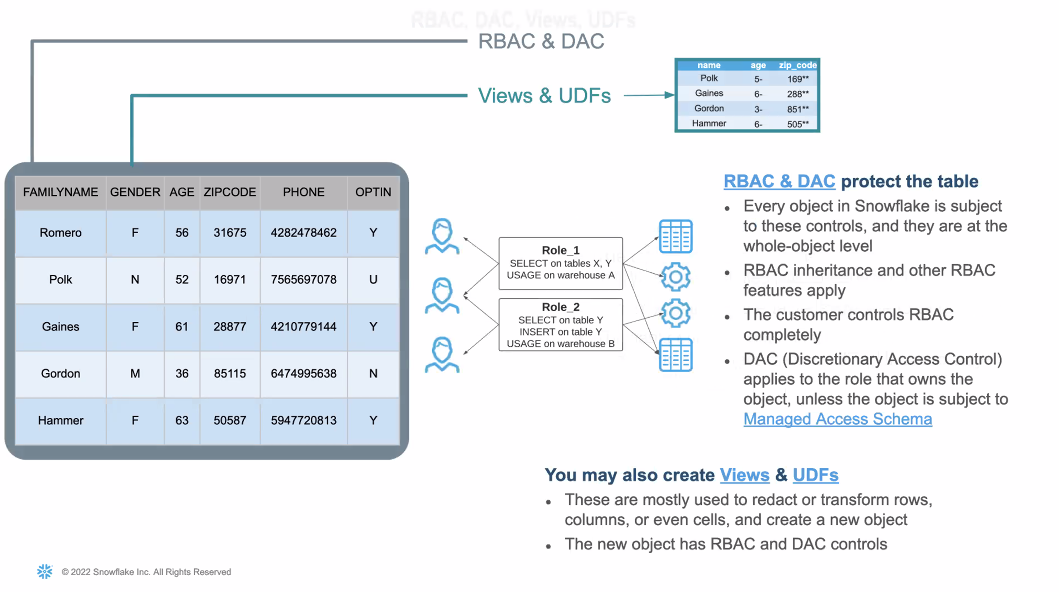 RBAC, DAC, Views, UDFs
RBAC & DAC
Views & UDFs
name age zip_code
Polk 5- 169**
Gaines 6- 288**
Gordon 3- 851**
Hammer 6- 505**
FAMILYNAME GENDER AGE ZIPCODE PHONE OPTIN
Romero F 56 31675 4282478462 Y
Polk N 52 16971 7565697078 U
Gaines F 61 28877 4210779144 Y
Gordon M 36 85115 6474995638 N
Hammer F 63 50587 5947720813 Y
Role_1
SELECT on tables X, Y
USAGE on warehouse A
Role_2
SELECT on table Y
INSERT on table Y
USAGE on warehouse B
RBAC & DAC protect the table
• Every object in Snowflake is subject
to these controls, and they are at the
whole-object level
• RBAC inheritance and other RBAC
features apply
• The customer controls RBAC
completely
• DAC (Discretionary Access Control)
applies to the role that owns the
object, unless the object is subject to
Managed Access Schema
You may also create Views & UDFs
• These are mostly used to redact or transform rows,
columns, or even cells, and create a new object
• The new object has RBAC and DAC controls
© 2022 Snowflake Inc. All Rights Reserved